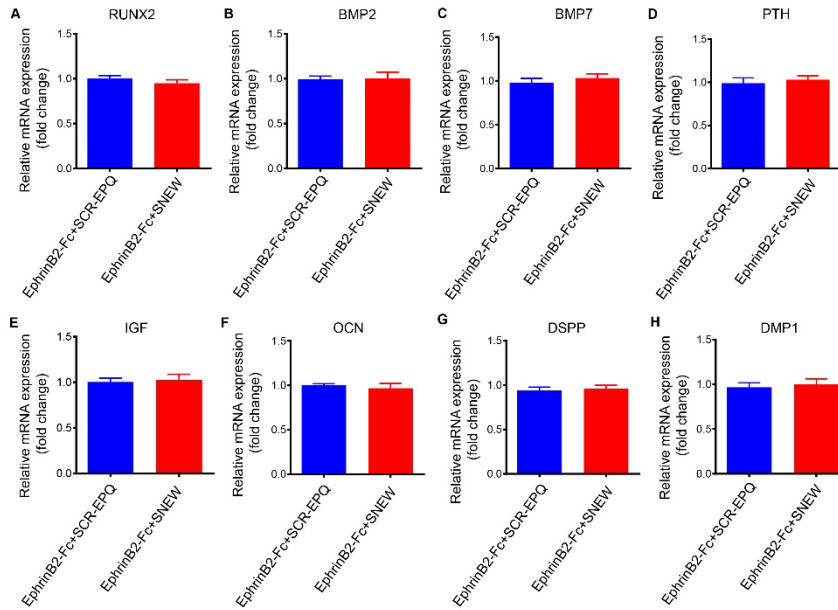 A RUNX2
Relative mRNA expression
(fold change)
1.5
1.0
0.5
0.0
EphrinB2-Fc+SCR-EPQ
EphrinB2-Fc+SNEW
B BMP2
Relative mRNA expression
(fold change)
1.5
1.0
0.5
0.0
EphrinB2-Fc+SCR-EPQ
EphrinB2-Fc+SNEW
C BMP7
Relative mRNA expression
(fold change)
1.5
1.0
0.5
0.0
EphrinB2-Fc+SCR-EPQ
EphrinB2-Fc+SNEW
D PTH
Relative mRNA expression
(fold change)
1.5
1.0
0.5
0.0
EphrinB2-Fc+SCR-EPQ
EphrinB2-Fc+SNEW
E IGF
Relative mRNA expression
(fold change)
1.5
1.0
0.5
0.0
EphrinB2-Fc+SCR-EPQ
EphrinB2-Fc+SNEW
F OCN
Relative mRNA expression
(fold change)
1.5
1.0
0.5
0.0
EphrinB2-Fc+SCR-EPQ
EphrinB2-Fc+SNEW
G DSPP
Relative mRNA expression
(fold change)
1.5
1.0
0.5
0.0
EphrinB2-Fc+SCR-EPQ
EphrinB2-Fc+SNEW
H DMP1
Relative mRNA expression
(fold change)
1.5
1.0
0.5
0.0
EphrinB2-Fc+SCR-EPQ
EphrinB2-Fc+SNEW